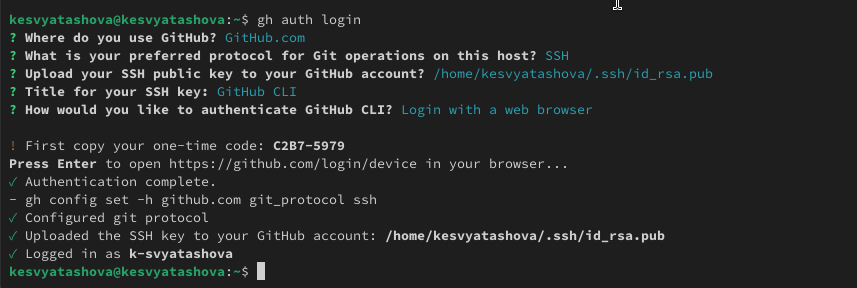 kesvyatashova@kesvyatashova:~$ gh auth login
? Where do you use GitHub? GitHub.com
? What is your preferred protocol for Git operations on this host? SSH
? Upload your SSH public key to your GitHub account? /home/kesvyatashova/.ssh/id_rsa.pub
? Title for your SSH key: GitHub CLI
? How would you like to authenticate GitHub CLI? Login with a web browser
! First copy your one-time code: C2B7-5979
Press Enter to open https://github.com/login/device in your browser...
✓ Authentication complete.
- gh config set -h github.com git_protocol ssh
✓ Configured git protocol
✓ Uploaded the SSH key to your GitHub account: /home/kesvyatashova/.ssh/id_rsa.pub
✓ Logged in as k-svyatashova
kesvyatashova@kesvyatashova:~$